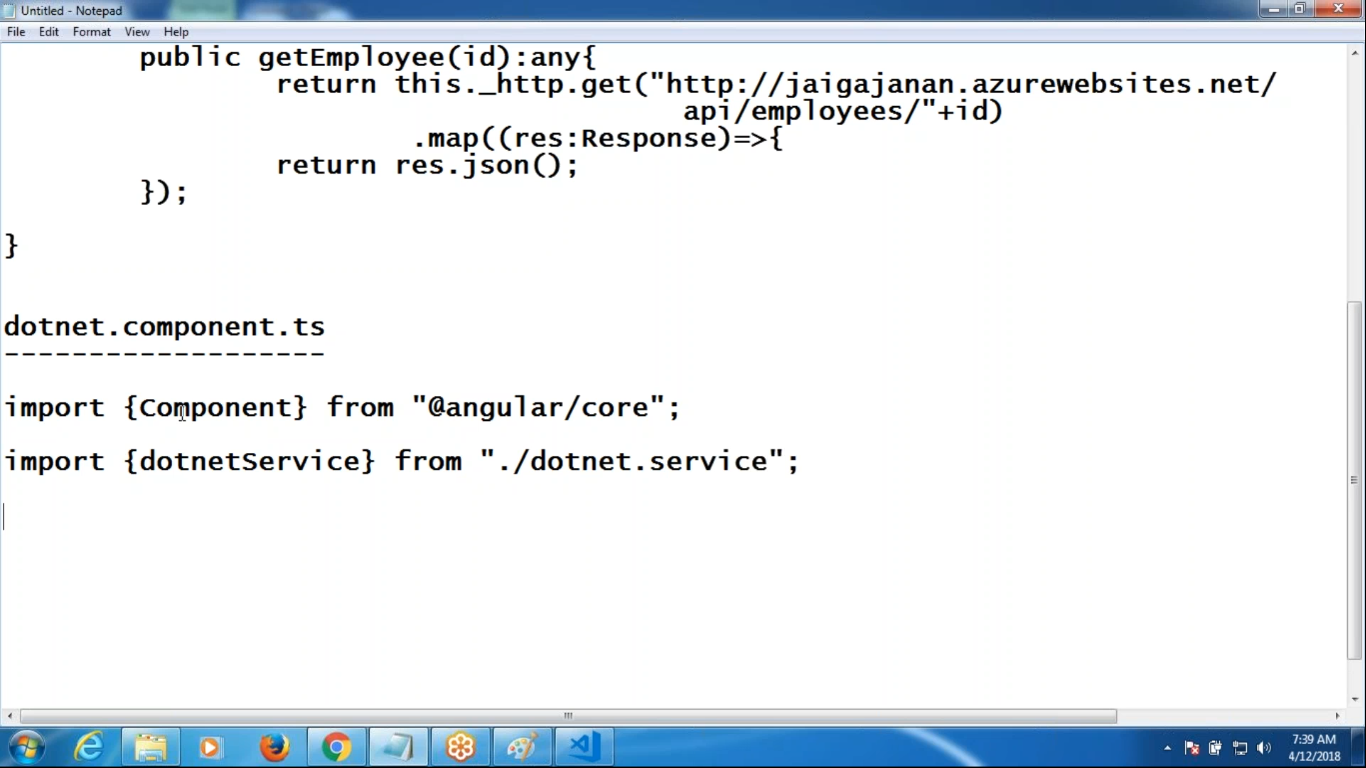 Untitled - Notepad
File Edit Format View Help
public getEmployee(id):any{
return this._http.get("http://jaigajanan.azurewebsites.net/
api/employees/"+id)
.map((res:Response)=>{
return res.json();
});
}
dotnet.component.ts
-------------------
import {Component} from "@angular/core";
import {dotnetService} from "./dotnet.service";
7:39 AM
4/12/2018